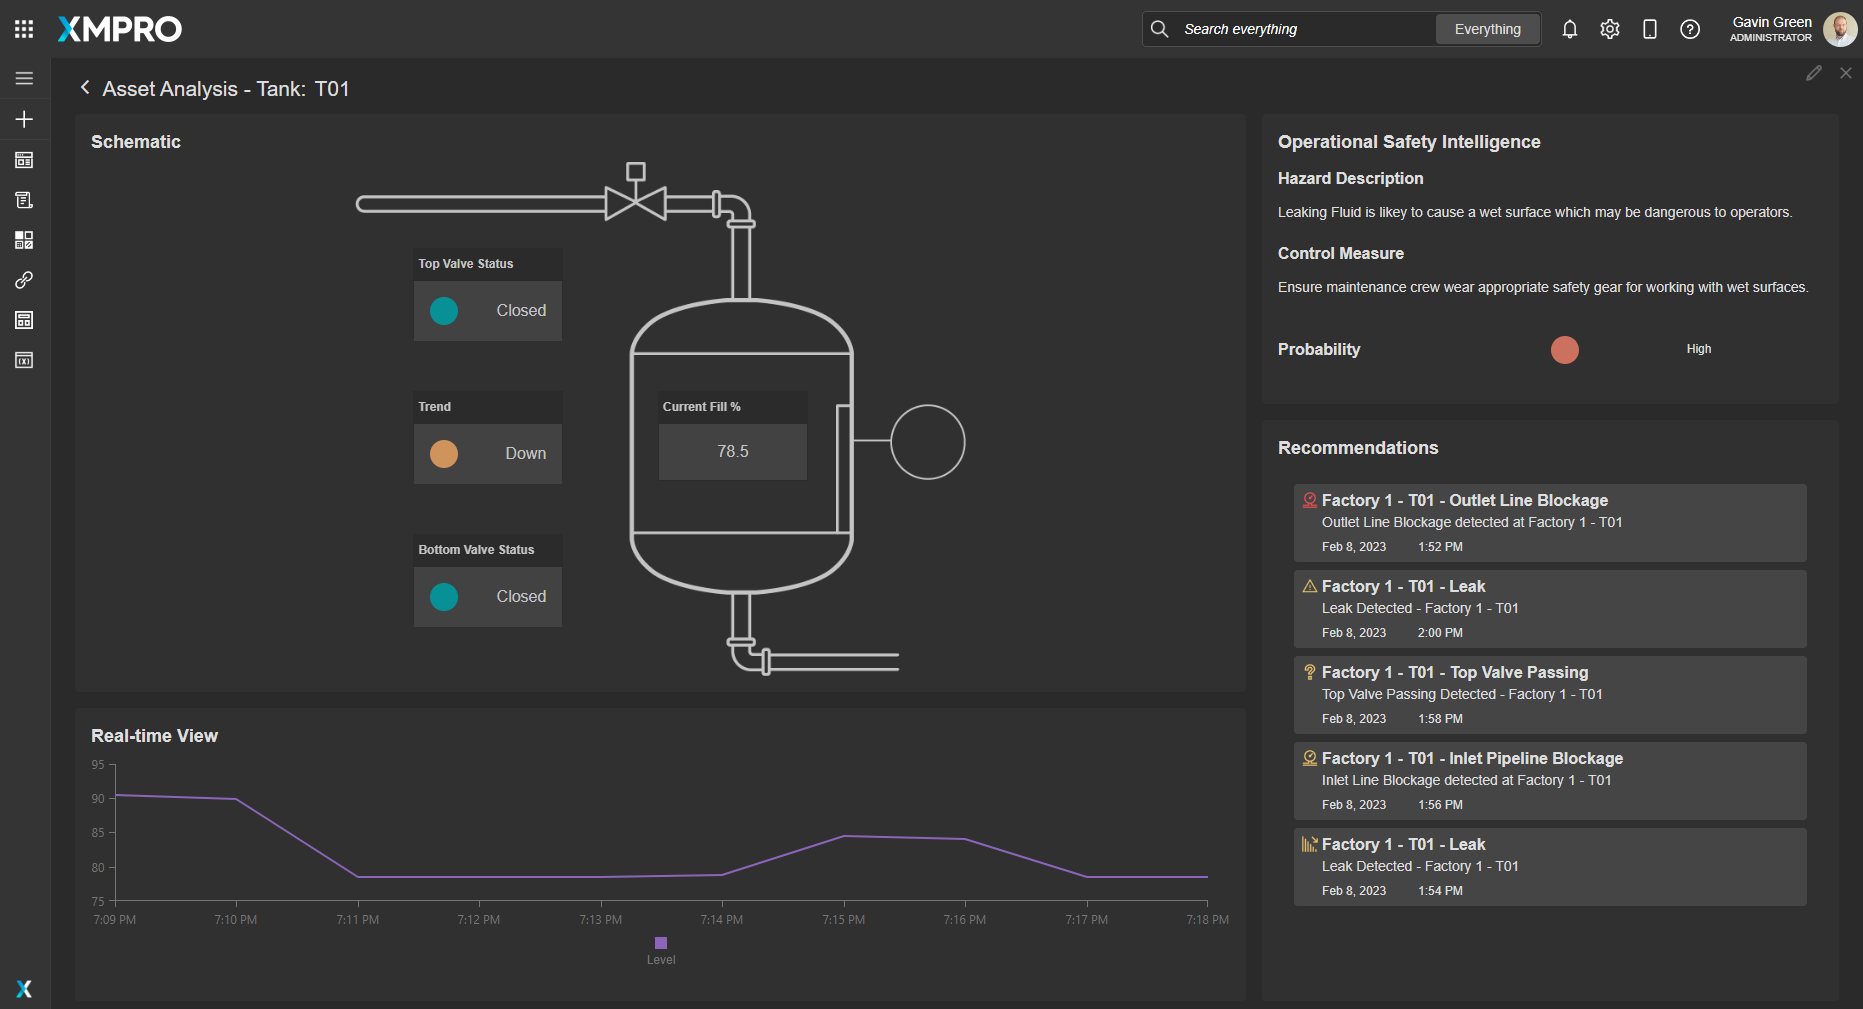 XMPRO
Search everything
Everything
Gavin Green
ADMINISTRATOR
Asset Analysis - Tank: T01
Schematic
Top Valve Status
Closed
Trend
Down
Current Fill %
78.5
Bottom Valve Status
Closed
Real-time View
95
90
85
80
75
7:09 PM 7:10 PM 7:11 PM 7:12 PM 7:13 PM 7:14 PM 7:15 PM 7:16 PM 7:17 PM 7:18 PM
Level
Operational Safety Intelligence
Hazard Description
Leaking Fluid is likey to cause a wet surface which may be dangerous to operators.
Control Measure
Ensure maintenance crew wear appropriate safety gear for working with wet surfaces.
Probability High
Recommendations
Factory 1 - T01 - Outlet Line Blockage
Outlet Line Blockage detected at Factory 1 - T01
Feb 8, 2023 1:52 PM
Factory 1 - T01 - Leak
Leak Detected - Factory 1 - T01
Feb 8, 2023 2:00 PM
Factory 1 - T01 - Top Valve Passing
Top Valve Passing Detected - Factory 1 - T01
Feb 8, 2023 1:58 PM
Factory 1 - T01 - Inlet Pipeline Blockage
Inlet Line Blockage detected at Factory 1 - T01
Feb 8, 2023 1:56 PM
Factory 1 - T01 - Leak
Leak Detected - Factory 1 - T01
Feb 8, 2023 1:54 PM
X